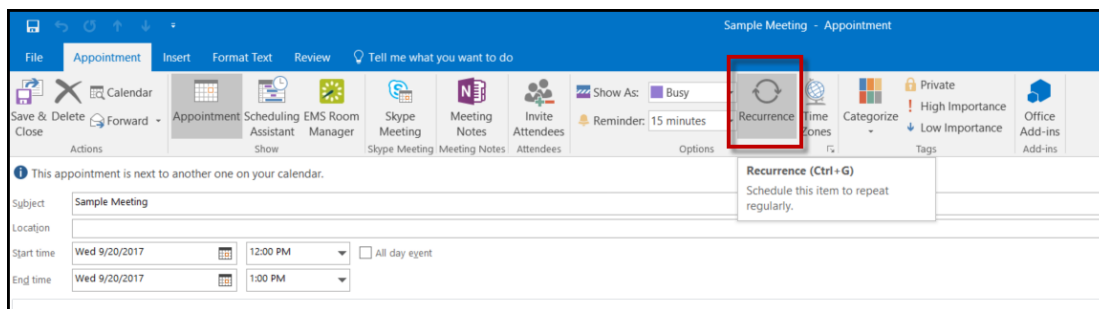 Sample Meeting - Appointment
File Appointment Insert Format Text Review Tell me what you want to do
Save & Close
Delete
Calendar
Forward
Actions
Appointment
Scheduling Assistant
EMS Room Manager
Show
Skype Meeting
Skype Meeting
Meeting Notes
Meeting Notes
Invite Attendees
Attendees
Show As: Busy
Reminder: 15 minutes
Recurrence
Time Zones
Options
Categorize
Private
High Importance
Low Importance
Tags
Office Add-ins
Add-ins
Recurrence (Ctrl+G)
Schedule this item to repeat
regularly.
This appointment is next to another one on your calendar.
Subject Sample Meeting
Location
Start time Wed 9/20/2017 12:00 PM All day event
End time Wed 9/20/2017 1:00 PM